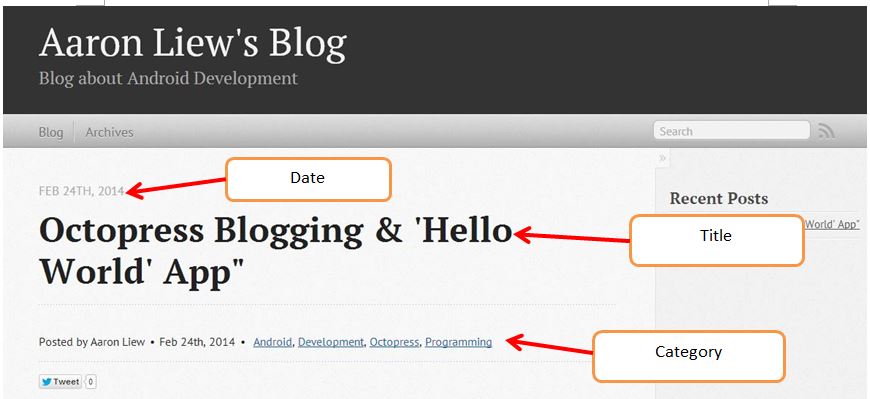 Aaron Liew's Blog
Blog about Android Development
Blog
Archives
Search
FEB 24TH, 2014
Date
Octopress Blogging & 'Hello
World' App"
Title
Recent Posts
World' App"
Posted by Aaron Liew • Feb 24th, 2014 • Android, Development, Octopress, Programming
Category
Tweet
0
»